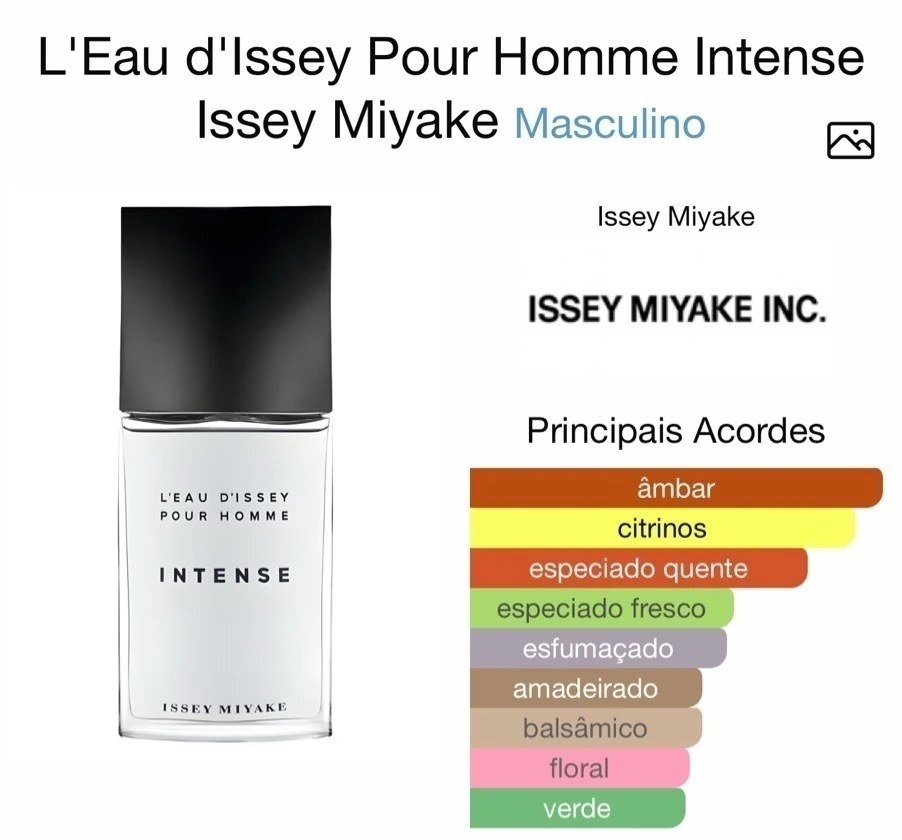 L'Eau d'Issey Pour Homme Intense
Issey Miyake Masculino
Issey Miyake
ISSEY MIYAKE INC.
L'EAU D'ISSEY
POUR HOMME
INTENSE
ISSEY MIYAKE
Principais Acordes
âmbar
citrinos
especiado quente
especiado fresco
esfumaçado
amadeirado
balsâmico
floral
verde